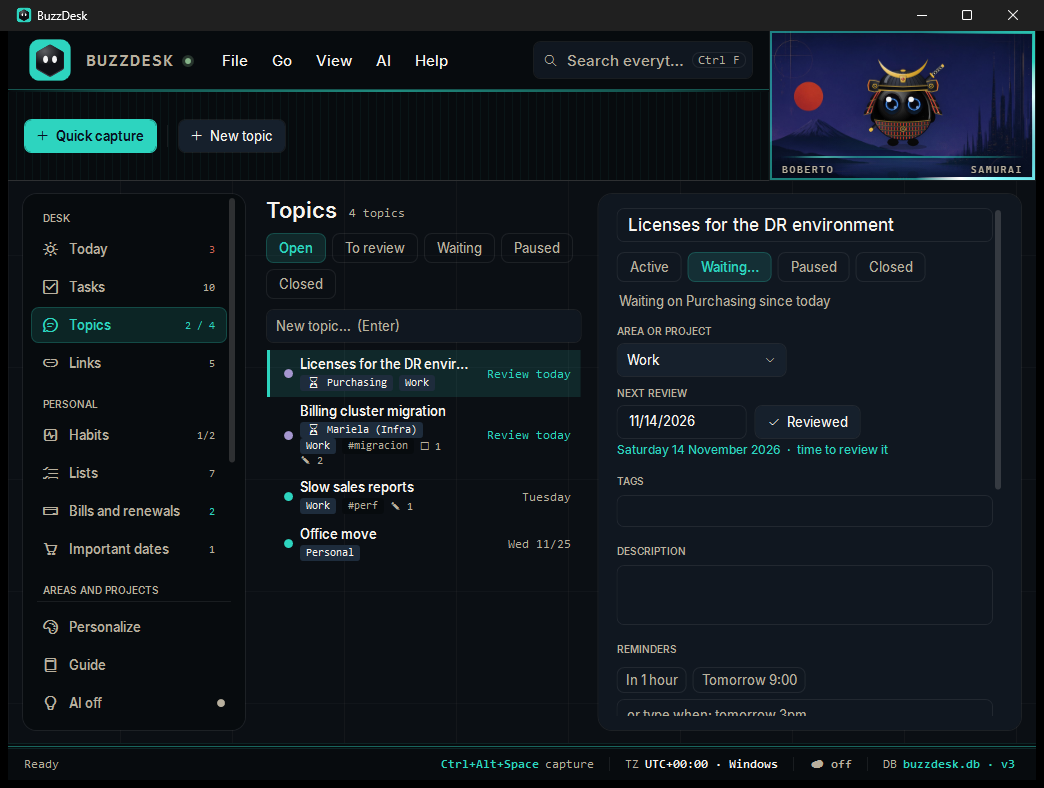 BuzzDesk
BUZZDESK
File Go View AI Help
Search everyt... Ctrl F
BOBERTO SAMURAI
+ Quick capture
+ New topic
DESK
Today 3
Tasks 10
Topics 2 / 4
Links 5
PERSONAL
Habits 1/2
Lists 7
Bills and renewals 2
Important dates 1
AREAS AND PROJECTS
Personalize
Guide
AI off
Topics 4 topics
Open To review Waiting Paused
Closed
New topic... (Enter)
Licenses for the DR envir... Review today
Purchasing Work
Billing cluster migration
Mariela (Infra) Review today
Work #migracion 1
2
Slow sales reports Tuesday
Work #perf 1
Office move Wed 11/25
Personal
Licenses for the DR environment
Active Waiting... Paused Closed
Waiting on Purchasing since today
AREA OR PROJECT
Work
NEXT REVIEW
11/14/2026 Reviewed
Saturday 14 November 2026 · time to review it
TAGS
DESCRIPTION
REMINDERS
In 1 hour Tomorrow 9:00
or type when: tomorrow 3pm
Ready Ctrl+Alt+Space capture TZ UTC+00:00 · Windows off DB buzzdesk.db · v3